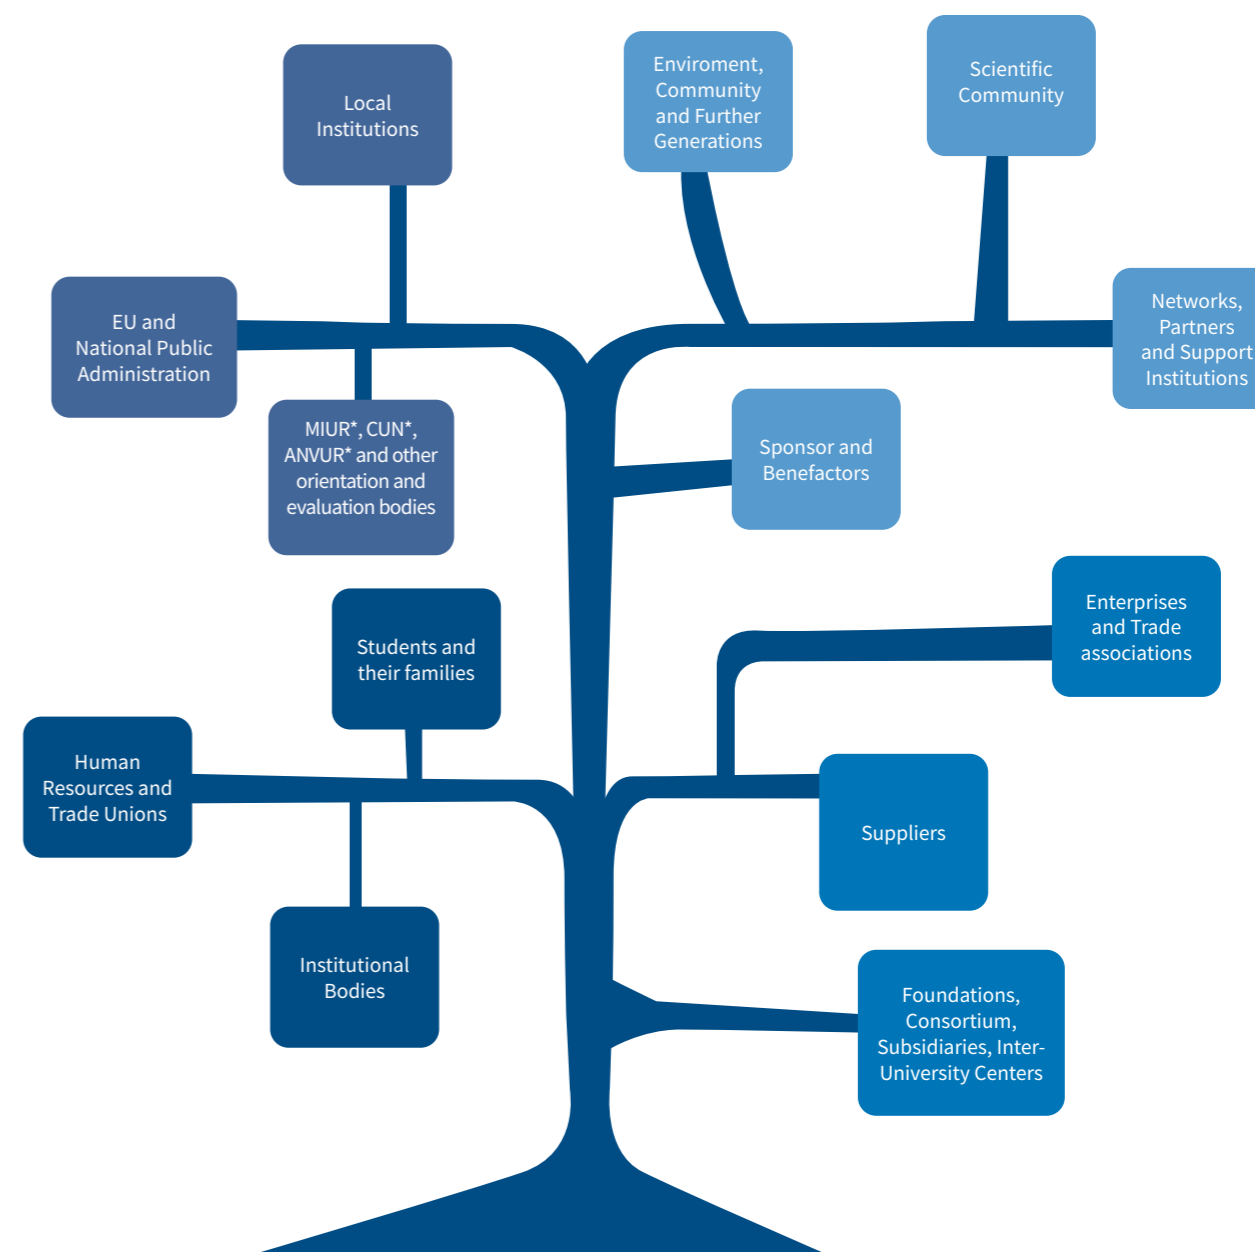 Local
Institutions
Enviroment,
Community
and Further
Generations
Scientific
Community
EU and
National Public
Administration
Networks,
Partners
and Support
Institutions
MIUR*, CUN*,
ANVUR* and other
orientation and
evaluation bodies
Sponsor and
Benefactors
Students and
their families
Enterprises
and Trade
associations
Human
Resources and
Trade Unions
Suppliers
Institutional
Bodies
Foundations,
Consortium,
Subsidiaries, Inter-
University Centers